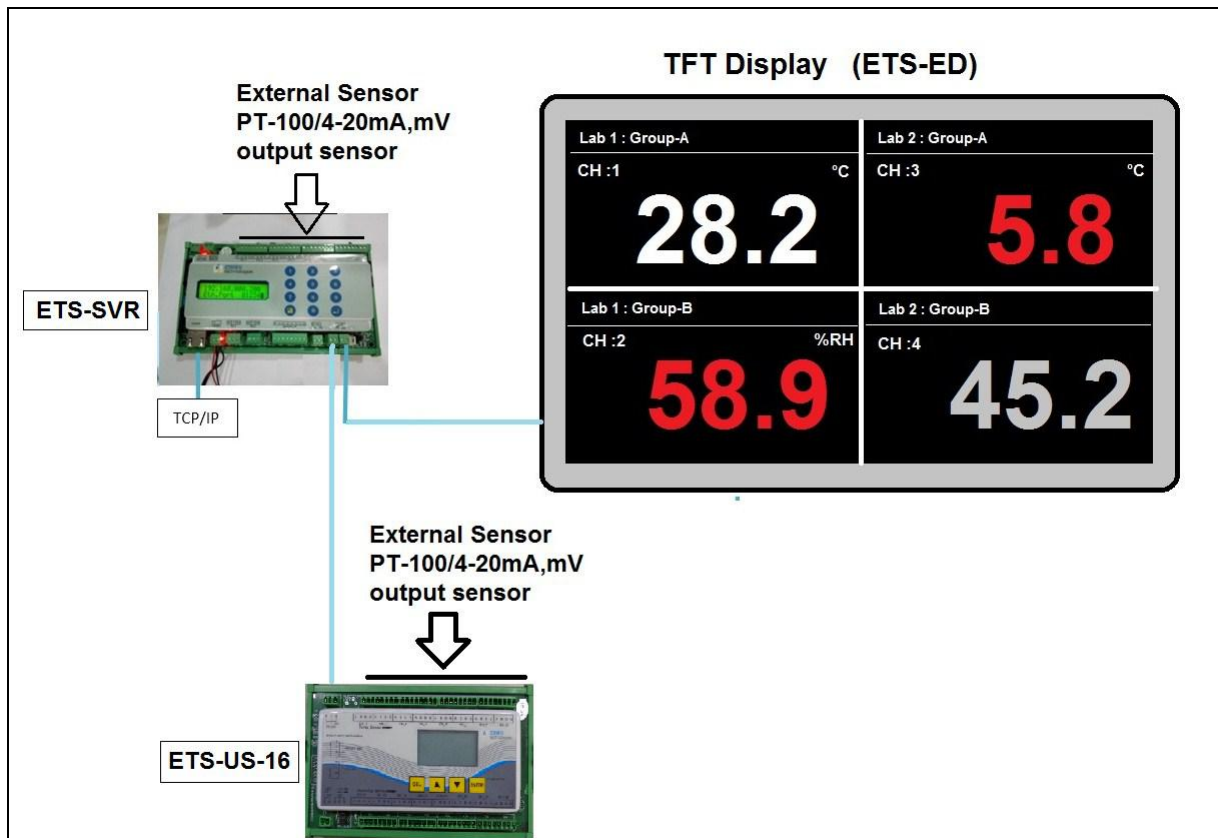 TFT Display (ETS-ED)
External Sensor
PT-100/4-20mA,mV
output sensor
ETS-SVR
TCP/IP
Lab 1 : Group-A
CH :1 °C
28.2
Lab 2 : Group-A
CH :3 °C
5.8
Lab 1 : Group-B
CH :2 %RH
58.9
Lab 2 : Group-B
CH :4
45.2
External Sensor
PT-100/4-20mA,mV
output sensor
ETS-US-16